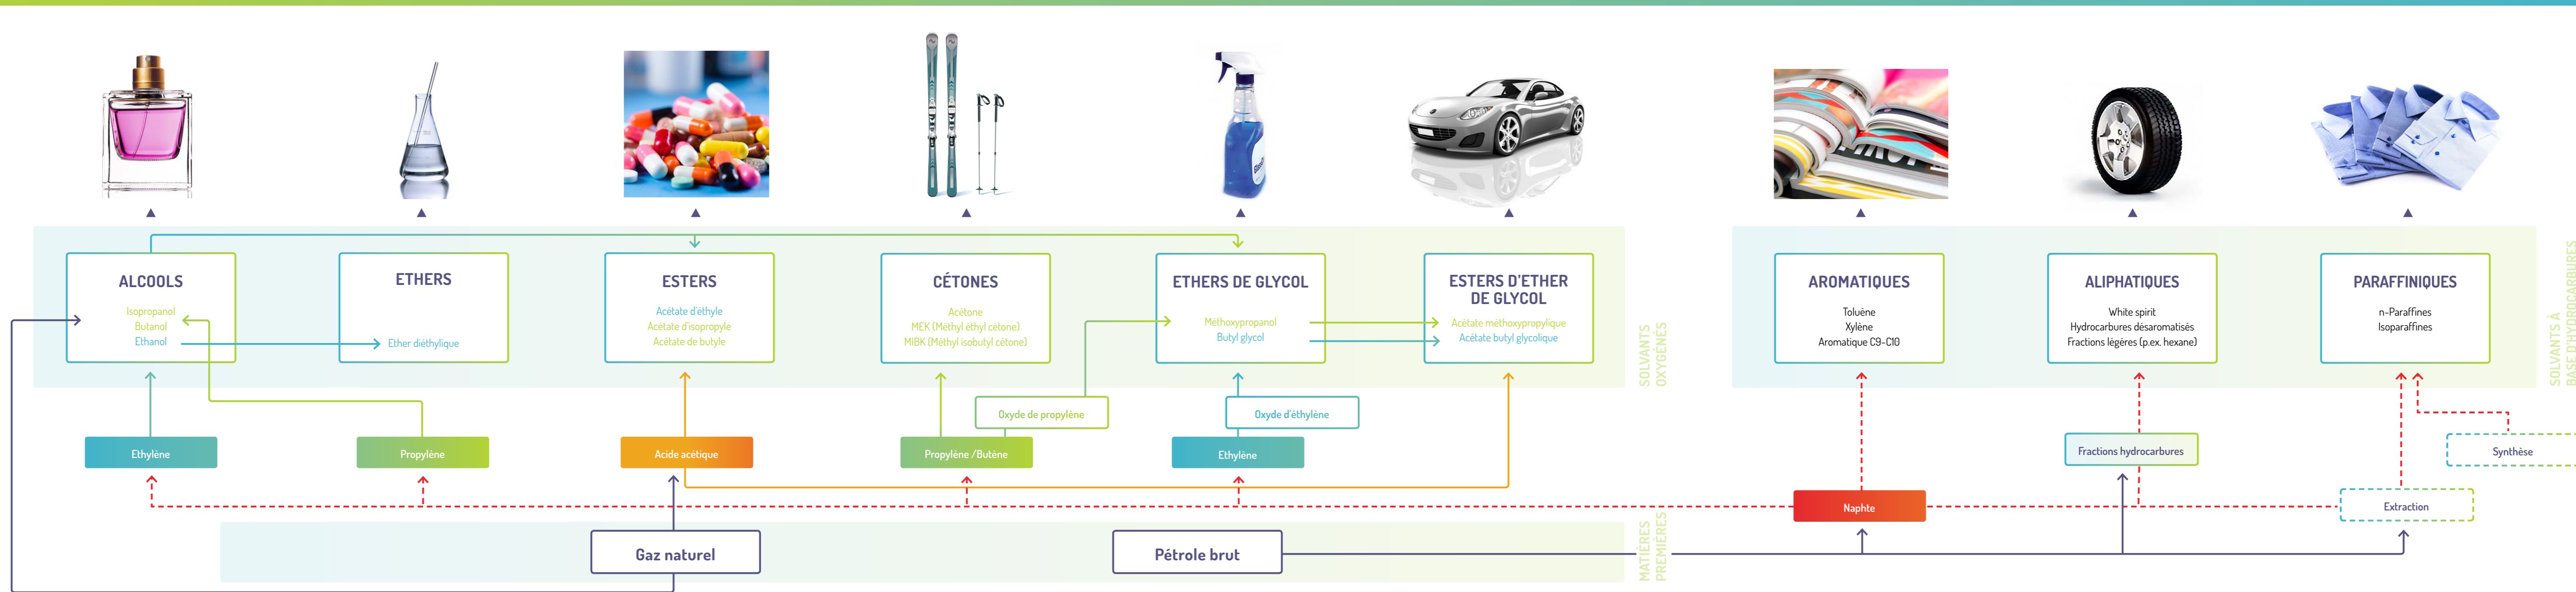 ALCOOLS
Isopropanol
Butanol
Ethanol
ETHERS
Ether diéthylique
ESTERS
Acétate d'éthyle
Acétate d'isopropyle
Acétate de butyle
CÉTONES
Acétone
MEK (Méthyl éthyl cétone)
MIBK (Méthyl isobutyl cétone)
ETHERS DE GLYCOL
Méthoxypropanol
Butyl glycol
ESTERS D'ETHER
DE GLYCOL
Acétate méthoxypropylique
Acétate butyl glycolique
SOLVANTS
OXYGÉNÉS
AROMATIQUES
Toluène
Xylène
Aromatique C9-C10
ALIPHATIQUES
White spirit
Hydrocarbures désaromatisés
Fractions légères (p.ex. hexane)
PARAFFINIQUES
n-Paraffines
Isoparaffines
SOLVANTS À
BASE D'HYDROCARBURES
Oxyde de propylène
Oxyde d'éthylène
Ethylène
Propylène
Acide acétique
Propylène /Butène
Ethylène
Fractions hydrocarbures
Synthèse
Naphte
Extraction
Gaz naturel
Pétrole brut
MATIÈRES
PREMIÈRES